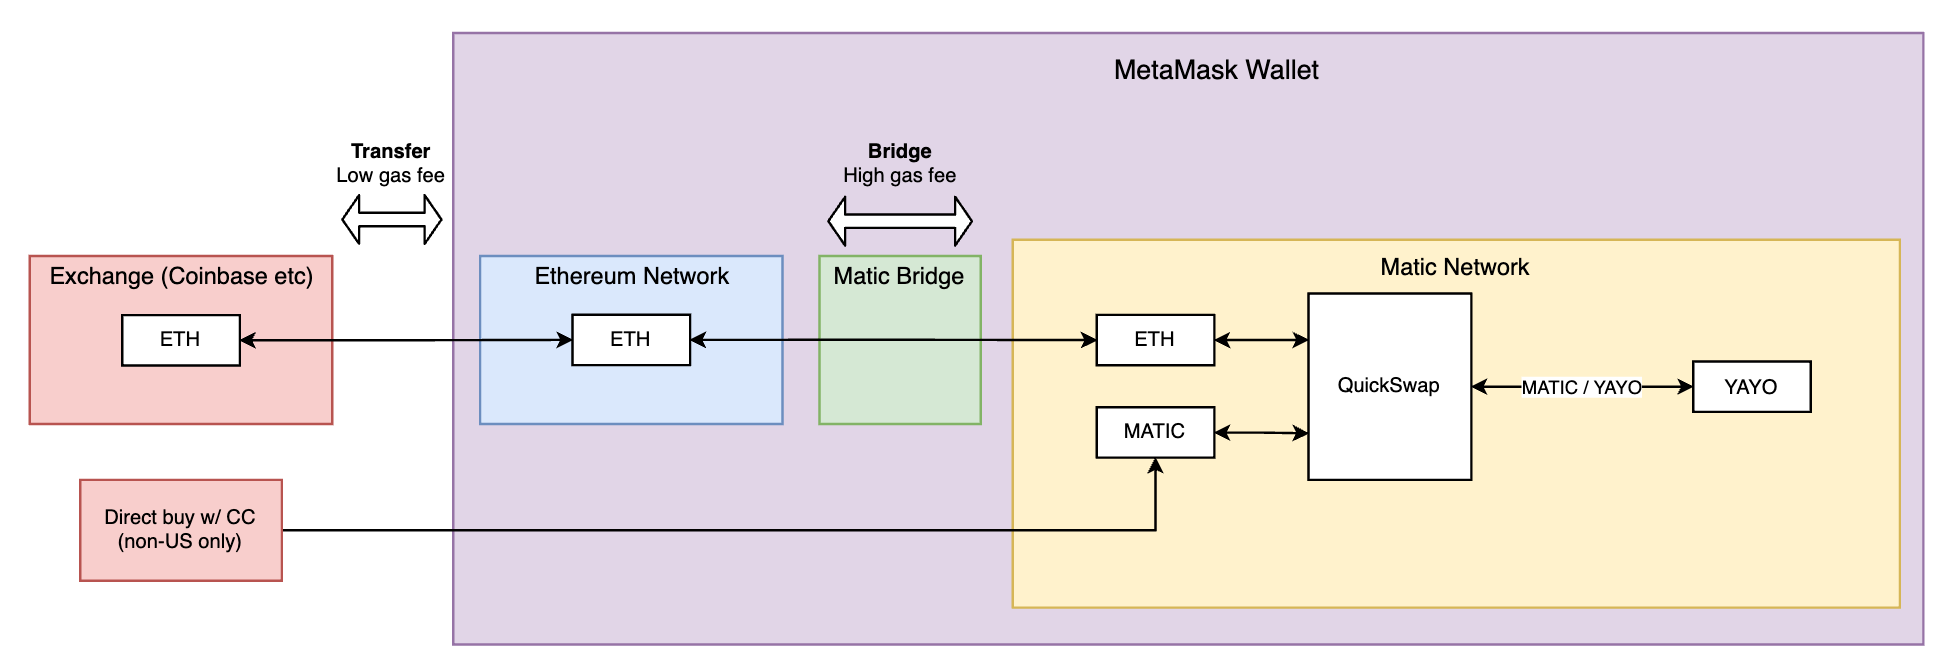 MetaMask Wallet
Transfer
Low gas fee
Bridge
High gas fee
Exchange (Coinbase etc)
ETH
Ethereum Network
ETH
Matic Bridge
Matic Network
ETH
MATIC
QuickSwap
MATIC / YAYO
YAYO
Direct buy w/ CC
(non-US only)